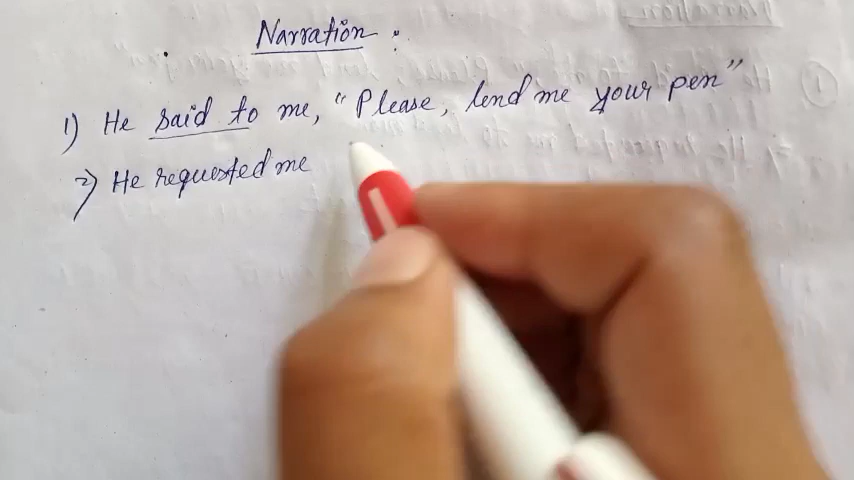 Narration :
1) He said to me, "Please, lend me your pen"
2) He requested me